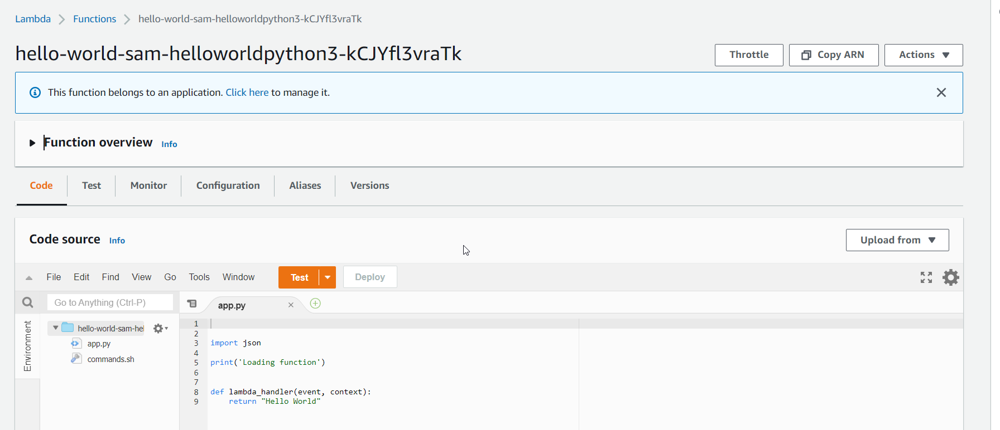 Lambda > Functions > hello-world-sam-helloworldpython3-kCJYfl3vraTk
hello-world-sam-helloworldpython3-kCJYfl3vraTk
Throttle
Copy ARN
Actions
This function belongs to an application. Click here to manage it.
Function overview Info
Code
Test
Monitor
Configuration
Aliases
Versions
Code source Info
Upload from
File Edit Find View Go Tools Window
Test
Deploy
Go to Anything (Ctrl-P)
app.py
Environment
hello-world-sam-hel
app.py
commands.sh
1
2
3 import json
4
5 print('Loading function')
6
7
8 def lambda_handler(event, context):
9     return "Hello World"